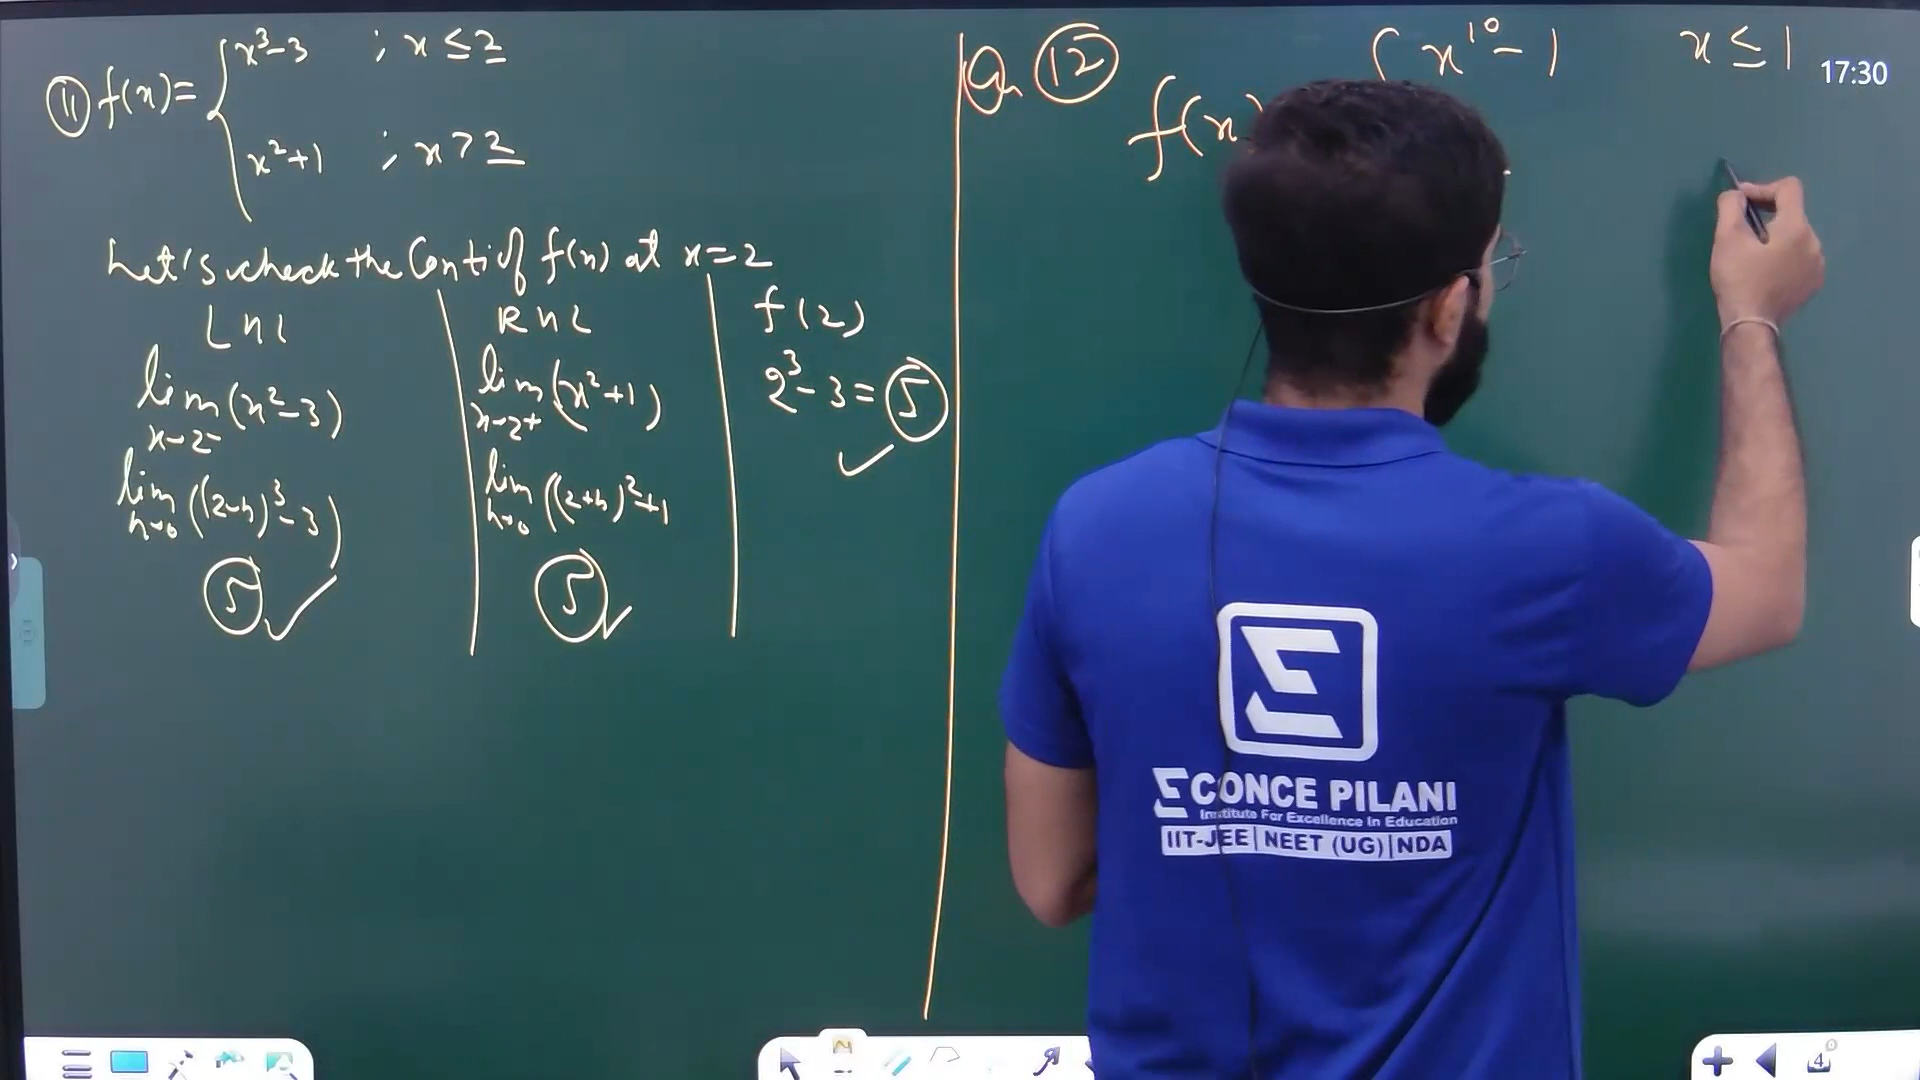 11 f(x)= { x³-3 ; x ≤ 2
x²+1 ; x > 2
Let's check the Conti of f(x) at x=2
LHL
lim x→2⁻ (x²-3)
lim h→0 ((2-h)³-3)
5
RHL
lim x→2+ (x²+1)
lim h→0 ((2+h)²+1
5
f(2)
2³-3 = 5
Qn 12
f(x) { x¹⁰-1 x ≤ 1
17:30
CONCE PILANI
Institute For Excellence In Education
IIT-JEE|NEET (UG)|NDA
4